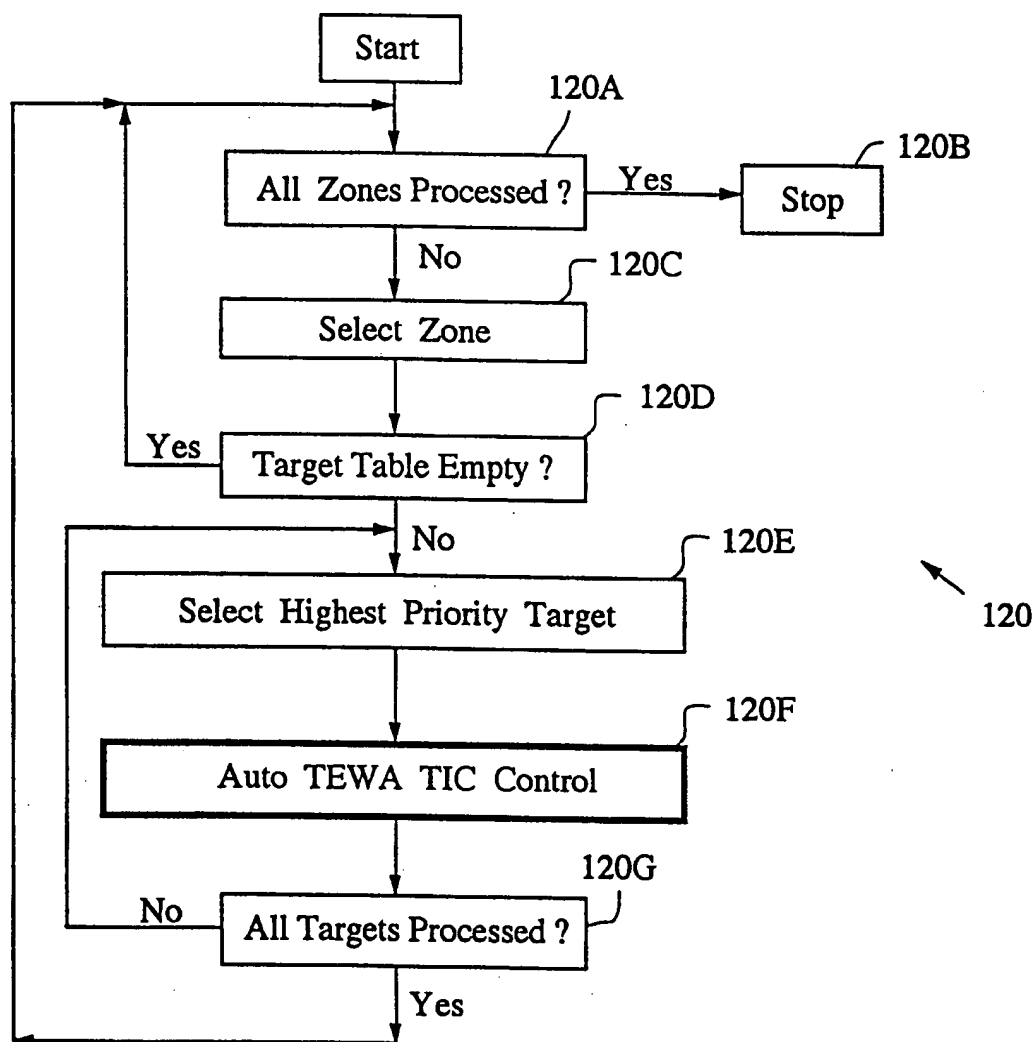 Start
120A
All Zones Processed ?
Yes
120B
Stop
No
120C
Select Zone
120D
Yes
Target Table Empty ?
No
120E
Select Highest Priority Target
120
120F
Auto TEWA TIC Control
120G
No
All Targets Processed ?
Yes